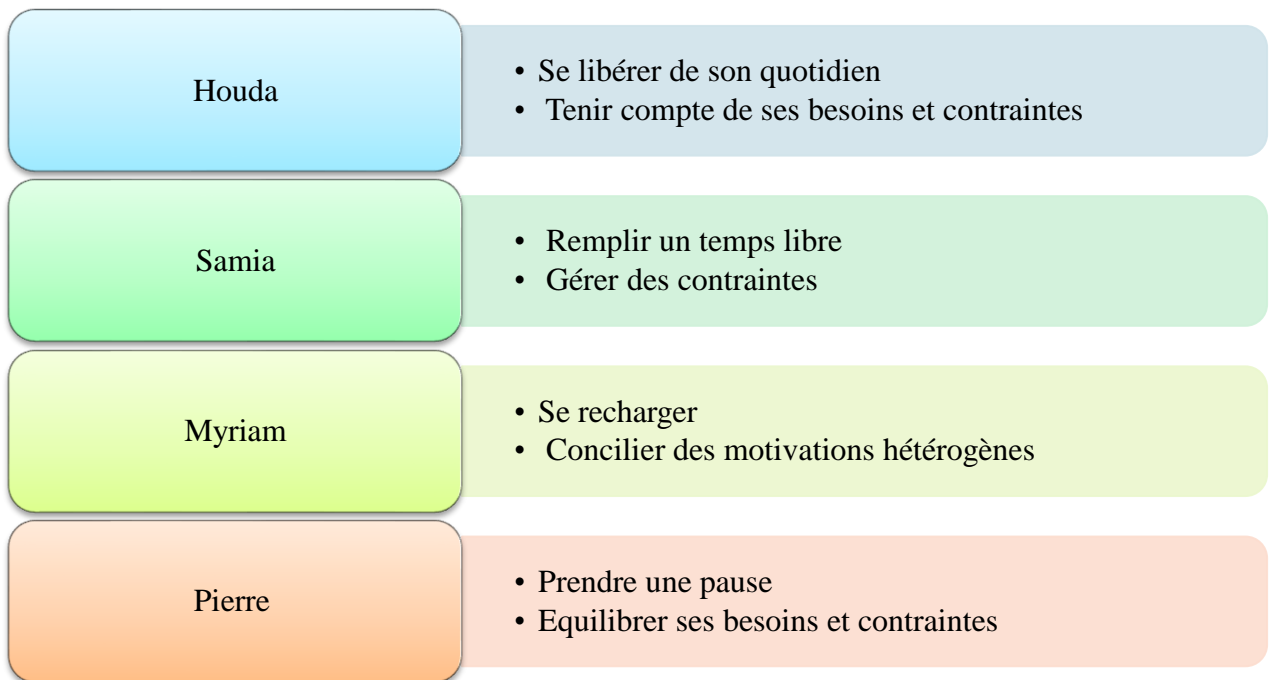 Houda
• Se libérer de son quotidien
• Tenir compte de ses besoins et contraintes
Samia
• Remplir un temps libre
• Gérer des contraintes
Myriam
• Se recharger
• Concilier des motivations hétérogènes
Pierre
• Prendre une pause
• Equilibrer ses besoins et contraintes